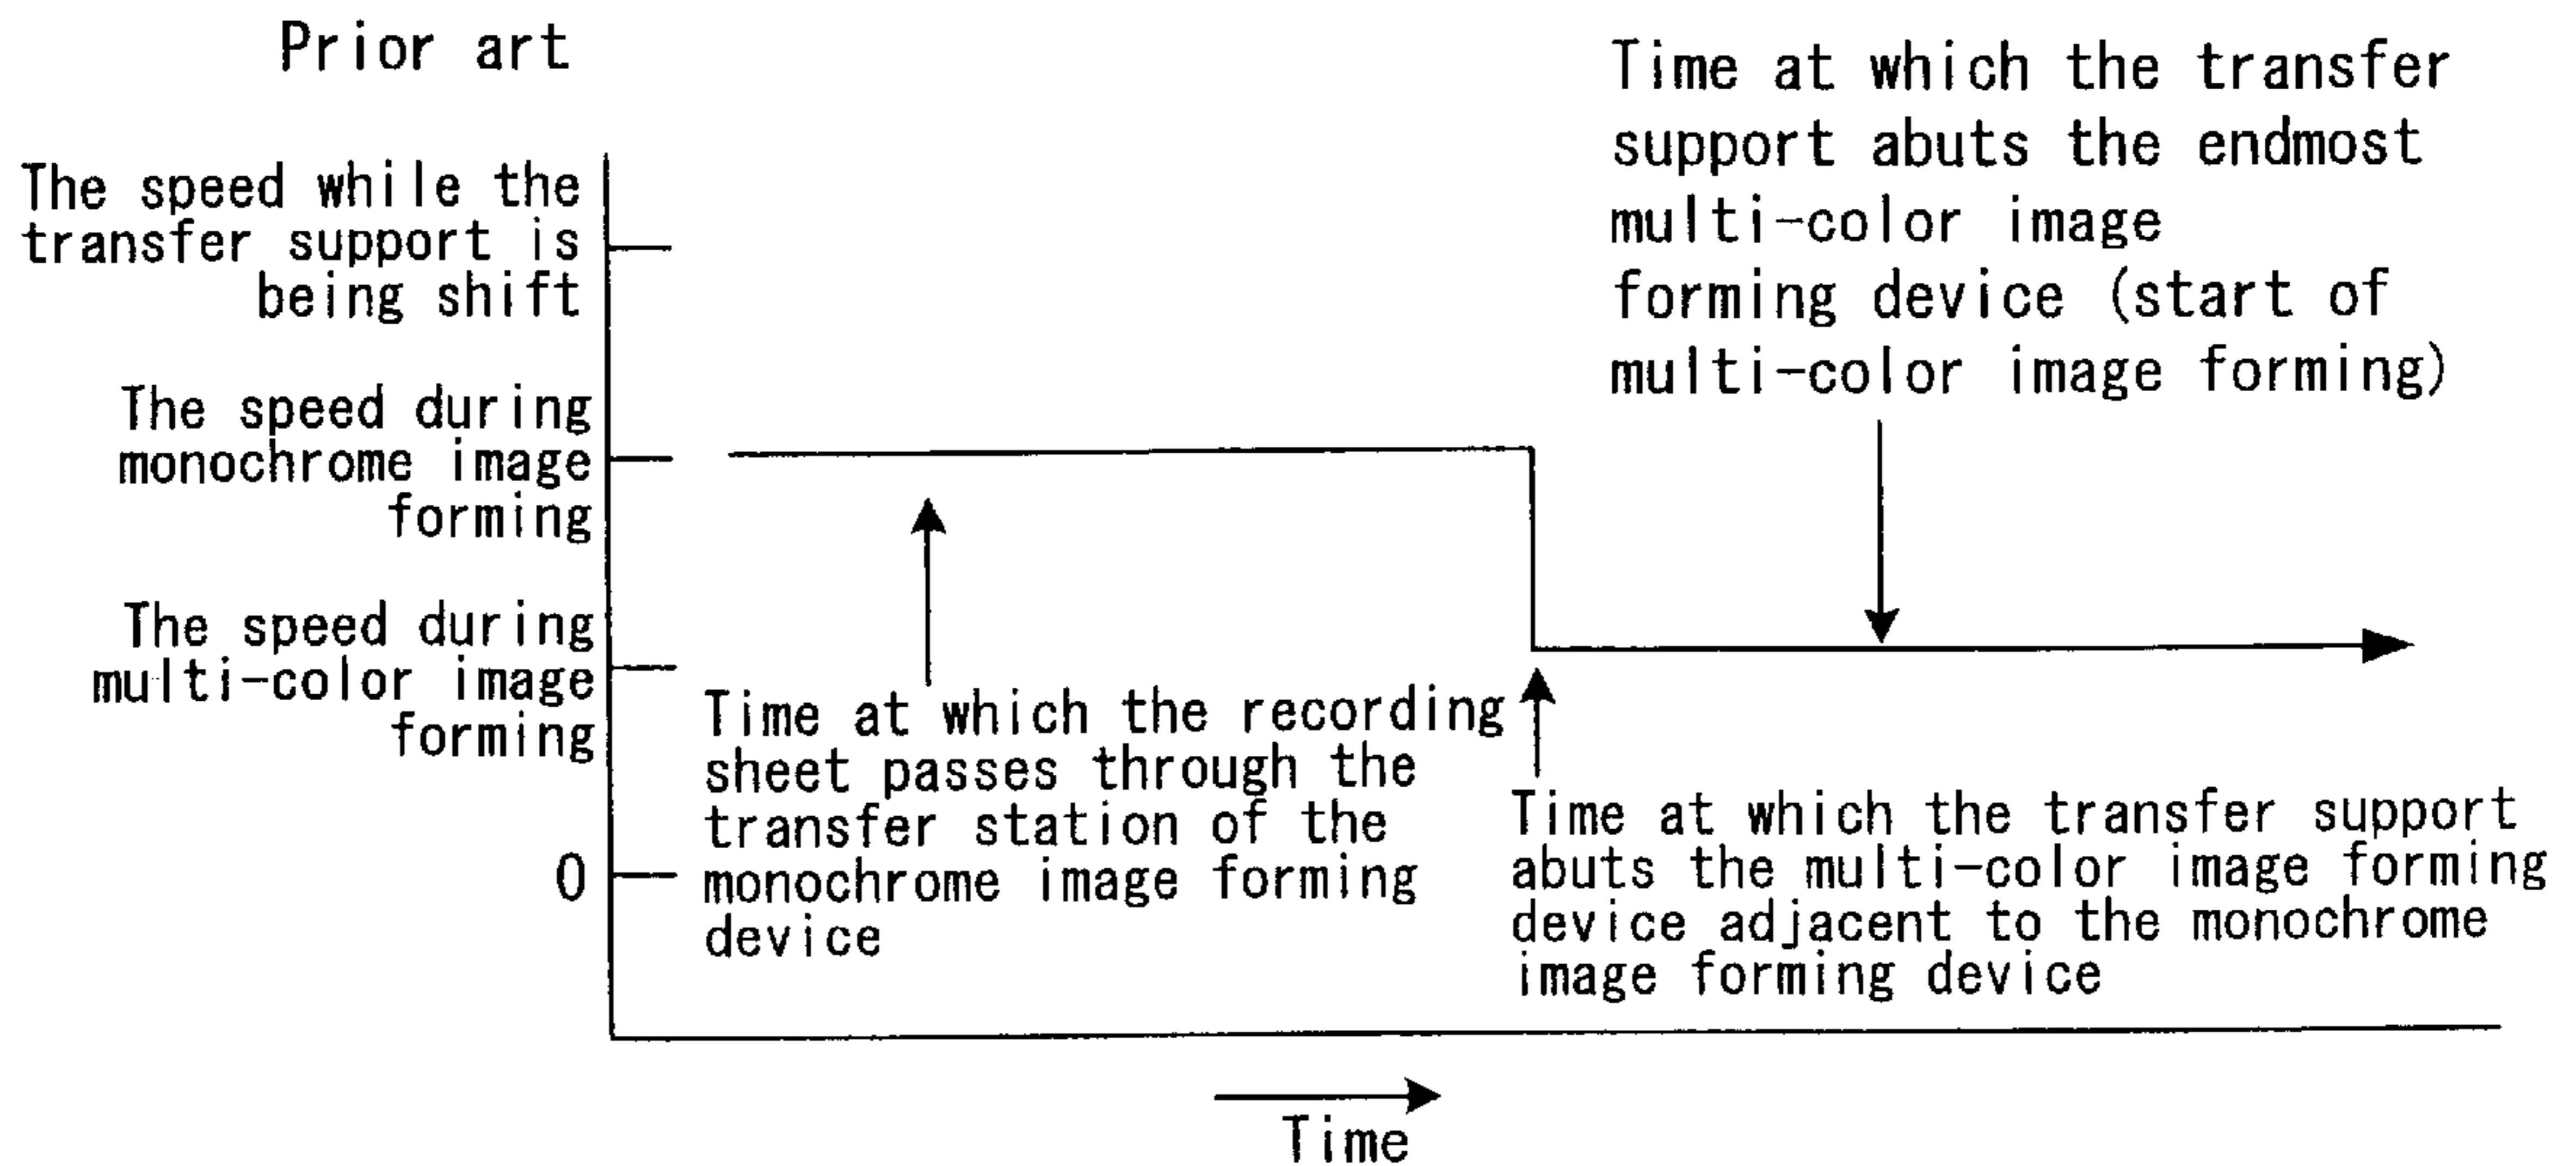 Prior art
The speed while the
transfer support is
being shift
The speed during
monochrome image
forming
The speed during
multi-color image
forming
0
Time at which the transfer
support abuts the endmost
multi-color image
forming device (start of
multi-color image forming)
Time at which the recording
sheet passes through the
transfer station of the
monochrome image forming
device
Time at which the transfer support
abuts the multi-color image forming
device adjacent to the monochrome
image forming device
Time